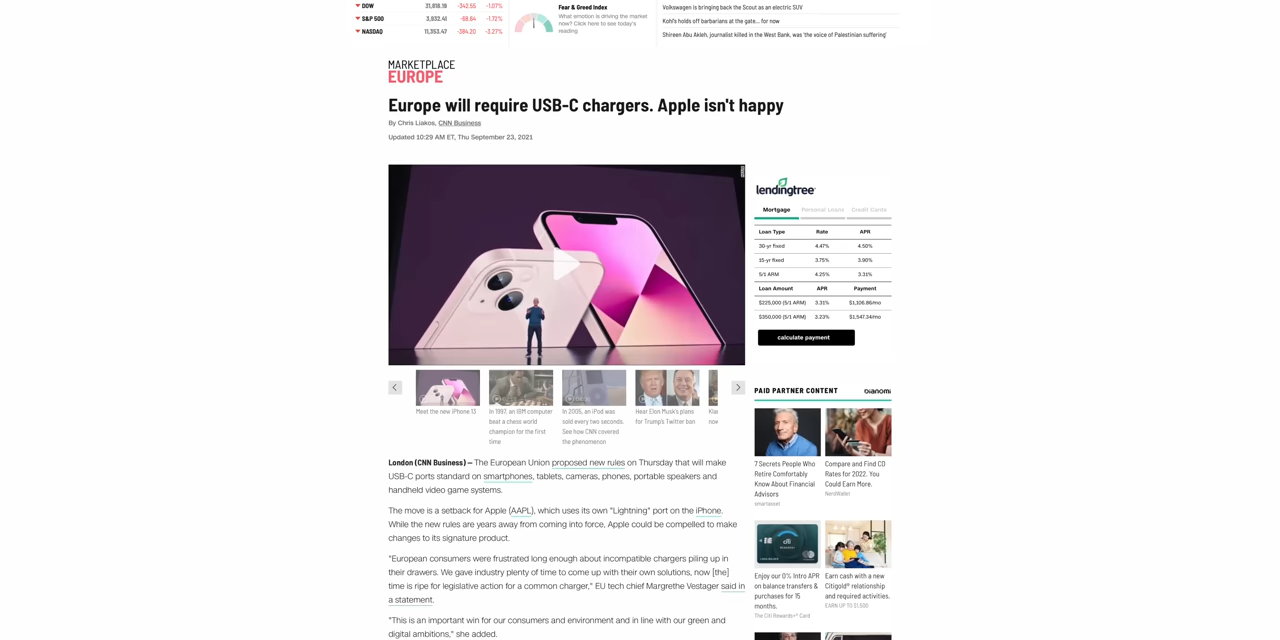 DOW 31,818.19 -342.55 -1.07%
S&P 500 3,932.41 -68.64 -1.72%
NASDAQ 11,353.47 -384.20 -3.27%
Fear & Greed Index
What emotion is driving the market
now? Click here to see today's
reading
Volkswagen is bringing back the Scout as an electric SUV
Kohl's holds off barbarians at the gate... for now
Shireen Abu Akleh, journalist killed in the West Bank, was 'the voice of Palestinian suffering'
MARKETPLACE
EUROPE
Europe will require USB-C chargers. Apple isn't happy
By Chris Liakos, CNN Business
Updated 10:29 AM ET, Thu September 23, 2021
lendingtree
Mortgage Personal Loans Credit Cards
Loan Type Rate APR
30-yr fixed 4.47% 4.50%
15-yr fixed 3.75% 3.90%
5/1 ARM 4.25% 3.31%
Loan Amount APR Payment
$225,000 (5/1 ARM) 3.31% $1,106.86/mo
$350,000 (5/1 ARM) 3.23% $1,547.34/mo
calculate payment
Meet the new iPhone 13
In 1997, an IBM computer
beat a chess world
champion for the first
time
In 2005, an iPod was
sold every two seconds.
See how CNN covered
the phenomenon
Hear Elon Musk's plans
for Trump's Twitter ban
now
London (CNN Business) — The European Union proposed new rules on Thursday that will make
USB-C ports standard on smartphones, tablets, cameras, phones, portable speakers and
handheld video game systems.
The move is a setback for Apple (AAPL), which uses its own "Lightning" port on the iPhone.
While the new rules are years away from coming into force, Apple could be compelled to make
changes to its signature product.
"European consumers were frustrated long enough about incompatible chargers piling up in
their drawers. We gave industry plenty of time to come up with their own solutions, now [the]
time is ripe for legislative action for a common charger," EU tech chief Margrethe Vestager said in
a statement.
"This is an important win for our consumers and environment and in line with our green and
digital ambitions," she added.
PAID PARTNER CONTENT
Dianomi
7 Secrets People Who
Retire Comfortably
Know About Financial
Advisors
smartasset
Compare and Find CD
Rates for 2022. You
Could Earn More.
NerdWallet
citi
Enjoy our 0% Intro APR
on balance transfers &
purchases for 15
months.
The Citi Rewards+® Card
Earn cash with a new
Citigold® relationship
and required activities.
EARN UP TO $1,500